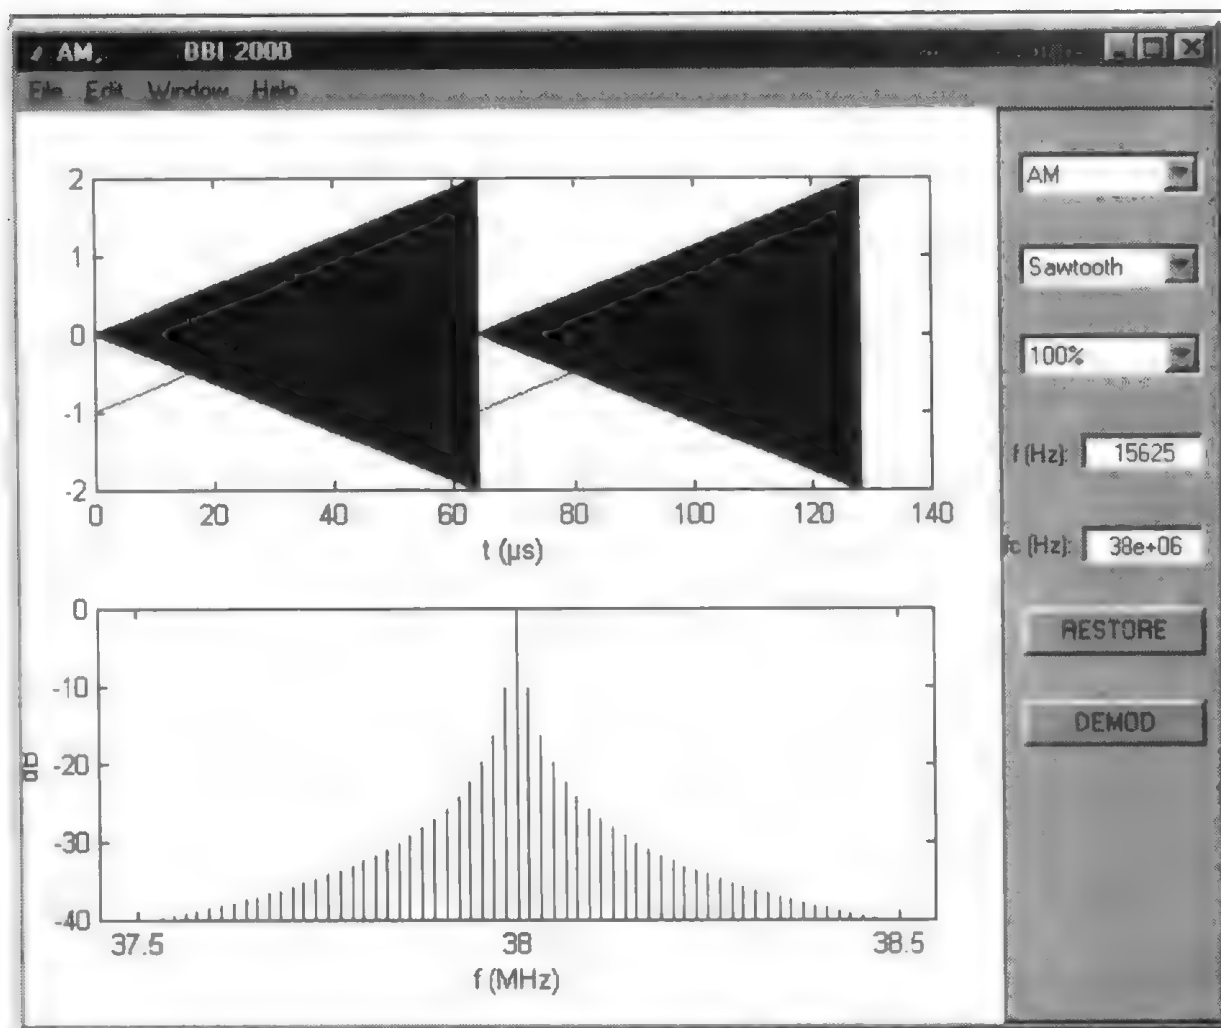 AM, BBI 2000
File Edit Window Help
2
1
0
-1
-2
0 20 40 60 80 100 120 140
t (µs)
0
-10
-20
-30
-40
dB
37.5 38 38.5
f (MHz)
AM
Sawtooth
100%
f (Hz): 15625
fc (Hz): 38e+06
RESTORE
DEMOD